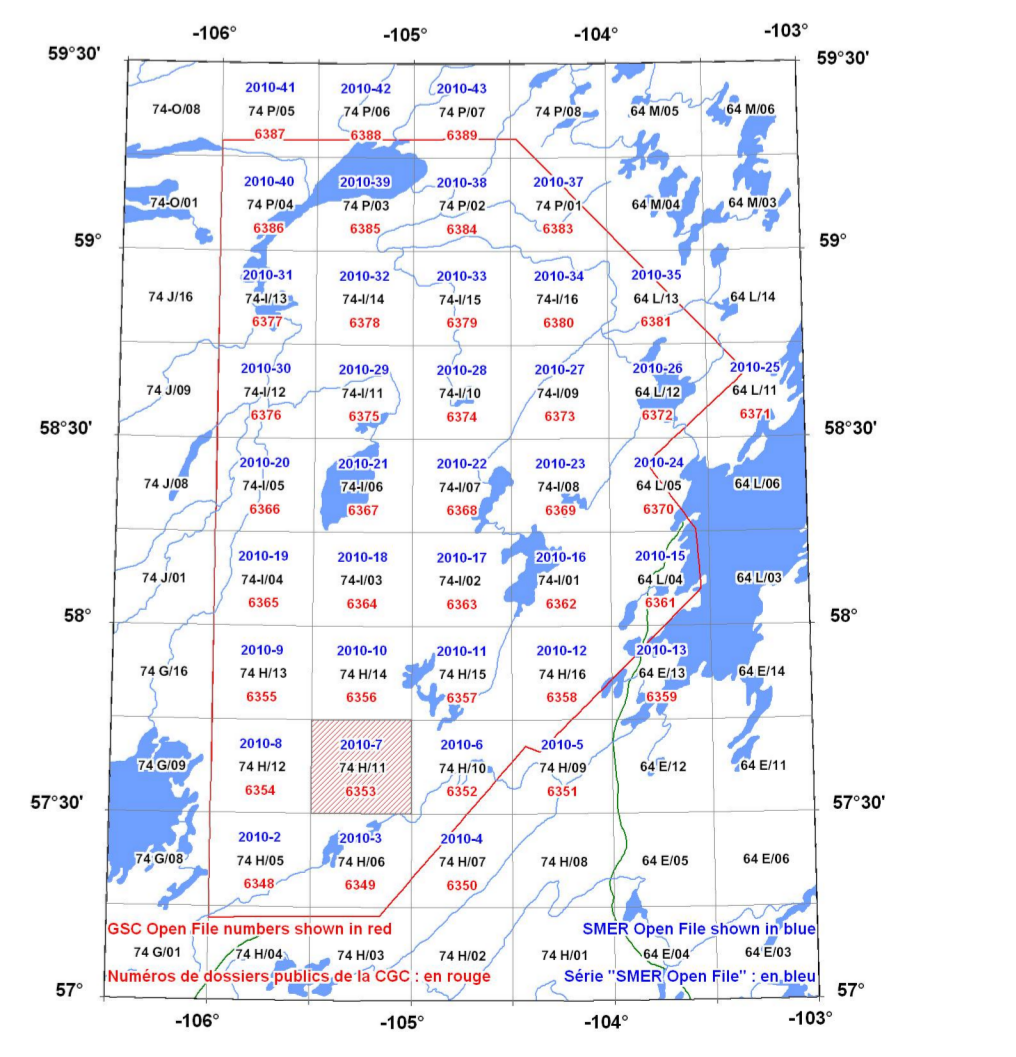 -106° -105° -104° -103°
59°30' 59°30'
2010-41 2010-42 2010-43
74-O/08 74 P/05 74 P/06 74 P/07 74 P/08 64 M/05 64 M/06
6387 6388 6389
2010-40 2010-39 2010-38 2010-37
74-O/01 74 P/04 74 P/03 74 P/02 74 P/01 64 M/04 64 M/03
6386 6385 6384 6383
59° 59°
2010-31 2010-32 2010-33 2010-34 2010-35
74 J/16 74-I/13 74-I/14 74-I/15 74-I/16 64 L/13 64 L/14
6377 6378 6379 6380 6381
2010-30 2010-29 2010-28 2010-27 2010-26 2010-25
74 J/09 74-I/12 74-I/11 74-I/10 74-I/09 64 L/12 64 L/11
6376 6375 6374 6373 6372 6371
58°30' 58°30'
2010-20 2010-21 2010-22 2010-23 2010-24
74 J/08 74-I/05 74-I/06 74-I/07 74-I/08 64 L/05 64 L/06
6366 6367 6368 6369 6370
2010-19 2010-18 2010-17 2010-16 2010-15
74 J/01 74-I/04 74-I/03 74-I/02 74-I/01 64 L/04 64 L/03
6365 6364 6363 6362 6361
58° 58°
2010-9 2010-10 2010-11 2010-12 2010-13
74 G/16 74 H/13 74 H/14 74 H/15 74 H/16 64 E/13 64 E/14
6355 6356 6357 6358 6359
2010-8 2010-7 2010-6 2010-5
74 G/09 74 H/12 74 H/11 74 H/10 74 H/09 64 E/12 64 E/11
6354 6353 6352 6351
57°30' 57°30'
2010-2 2010-3 2010-4
74 G/08 74 H/05 74 H/06 74 H/07 74 H/08 64 E/05 64 E/06
6348 6349 6350
GSC Open File numbers shown in red SMER Open File shown in blue
74 G/01 74 H/04 74 H/03 74 H/02 74 H/01 64 E/04 64 E/03
Numéros de dossiers publics de la CGC : en rouge Série "SMER Open File" : en bleu
57° 57°
-106° -105° -104° -103°